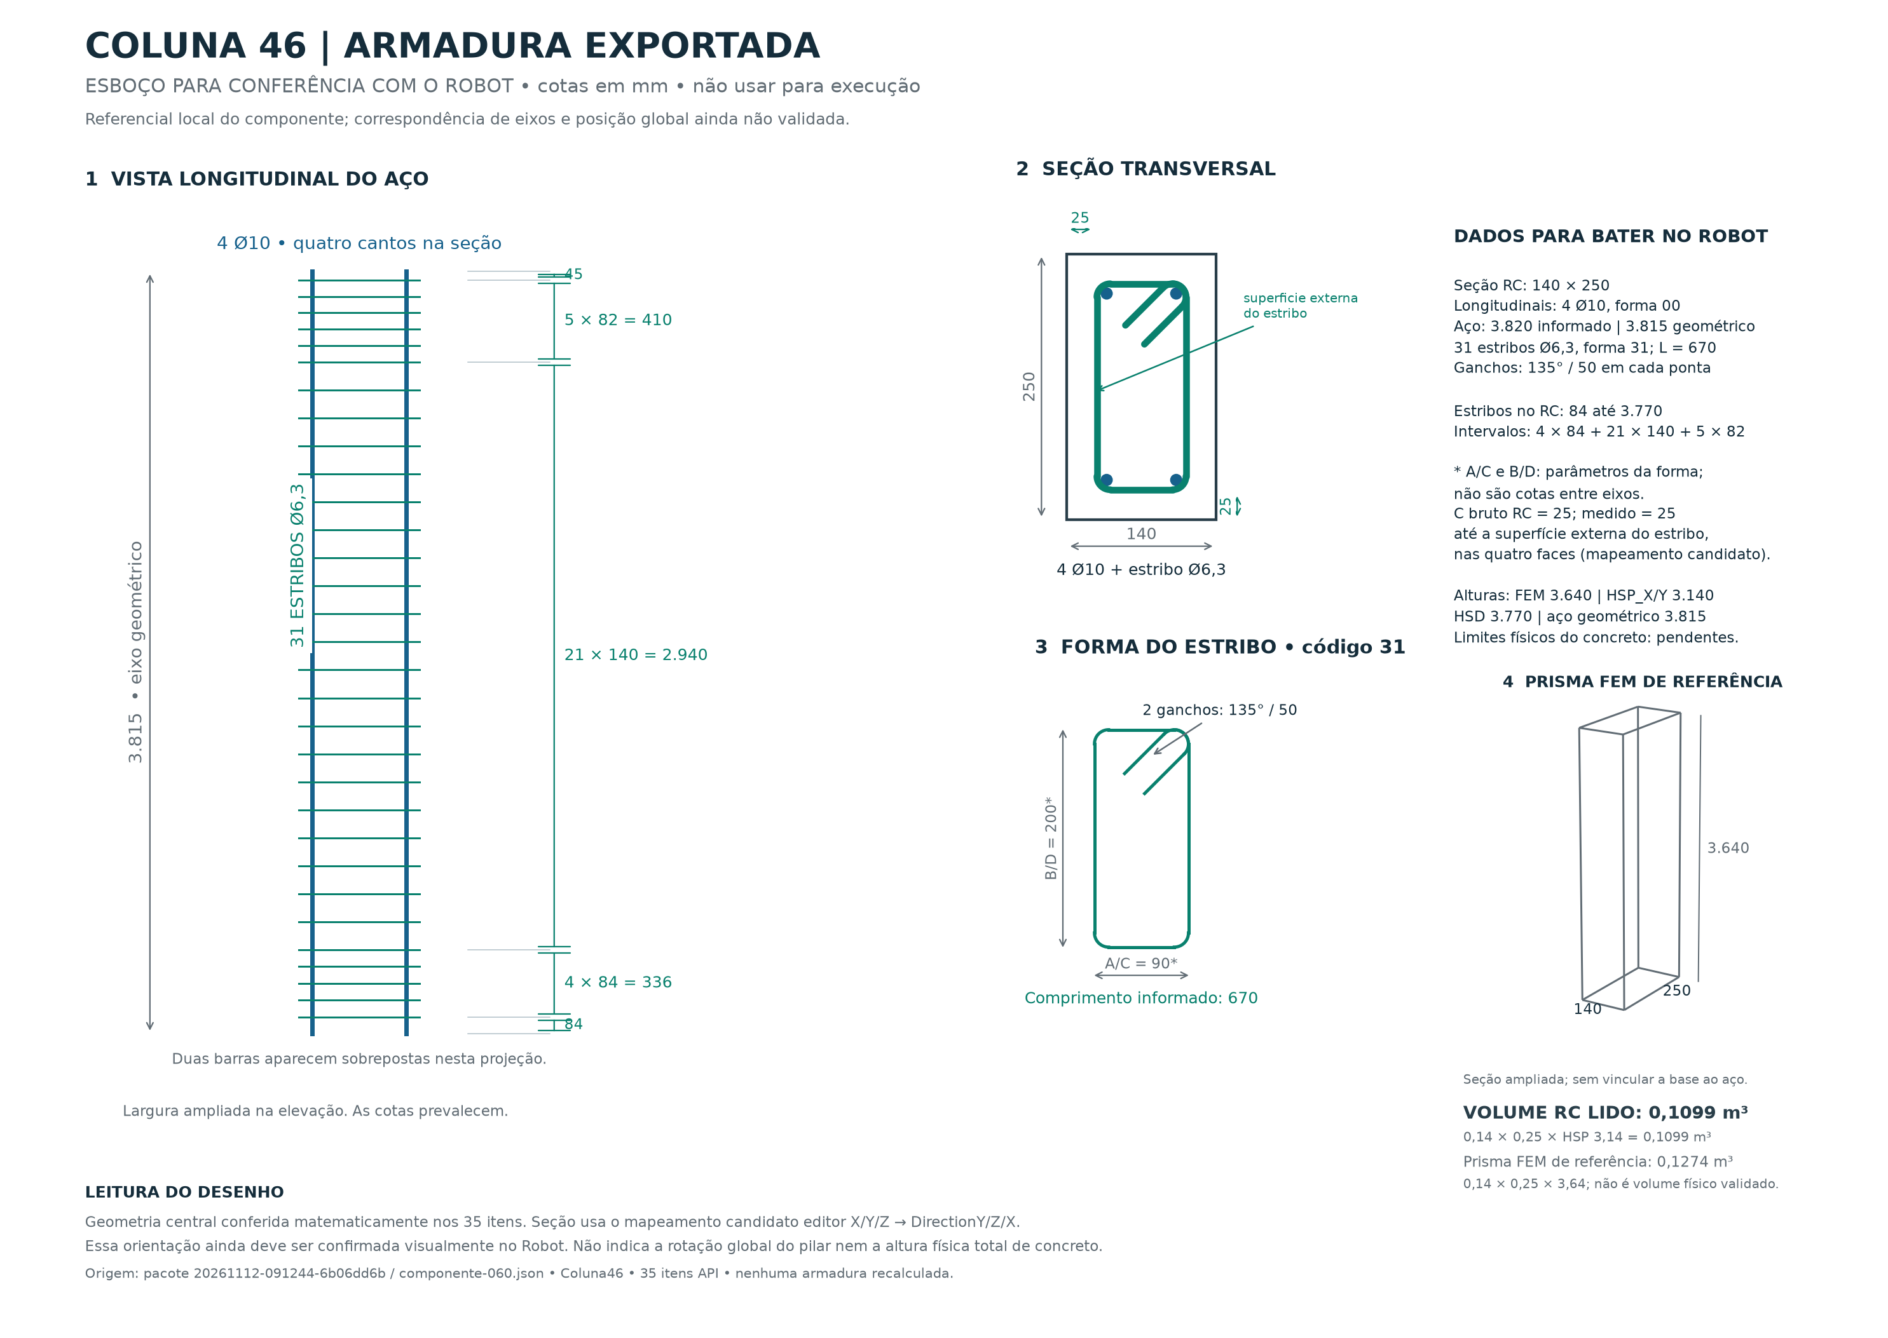 COLUNA 46 | ARMADURA EXPORTADA
ESBOÇO PARA CONFERÊNCIA COM O ROBOT • cotas em mm • não usar para execução
Referencial local do componente; correspondência de eixos e posição global ainda não validada.
1 VISTA LONGITUDINAL DO AÇO
4 Ø10 • quatro cantos na seção
45
5 × 82 = 410
31 ESTRIBOS Ø6,3
3.815 • eixo geométrico
21 × 140 = 2.940
4 × 84 = 336
84
Duas barras aparecem sobrepostas nesta projeção.
Largura ampliada na elevação. As cotas prevalecem.
2 SEÇÃO TRANSVERSAL
25
superfície externa
do estribo
250
25
140
4 Ø10 + estribo Ø6,3
3 FORMA DO ESTRIBO • código 31
2 ganchos: 135° / 50
B/D = 200*
A/C = 90*
Comprimento informado: 670
DADOS PARA BATER NO ROBOT
Seção RC: 140 × 250
Longitudinais: 4 Ø10, forma 00
Aço: 3.820 informado | 3.815 geométrico
31 estribos Ø6,3, forma 31; L = 670
Ganchos: 135° / 50 em cada ponta
Estribos no RC: 84 até 3.770
Intervalos: 4 × 84 + 21 × 140 + 5 × 82
* A/C e B/D: parâmetros da forma;
não são cotas entre eixos.
C bruto RC = 25; medido = 25
até a superfície externa do estribo,
nas quatro faces (mapeamento candidato).
Alturas: FEM 3.640 | HSP_X/Y 3.140
HSD 3.770 | aço geométrico 3.815
Limites físicos do concreto: pendentes.
4 PRISMA FEM DE REFERÊNCIA
3.640
250
140
Seção ampliada; sem vincular a base ao aço.
VOLUME RC LIDO: 0,1099 m³
0,14 × 0,25 × HSP 3,14 = 0,1099 m³
Prisma FEM de referência: 0,1274 m³
0,14 × 0,25 × 3,64; não é volume físico validado.
LEITURA DO DESENHO
Geometria central conferida matematicamente nos 35 itens. Seção usa o mapeamento candidato editor X/Y/Z → DirectionY/Z/X.
Essa orientação ainda deve ser confirmada visualmente no Robot. Não indica a rotação global do pilar nem a altura física total de concreto.
Origem: pacote 20261112-091244-6b06dd6b / componente-060.json • Coluna46 • 35 itens API • nenhuma armadura recalculada.